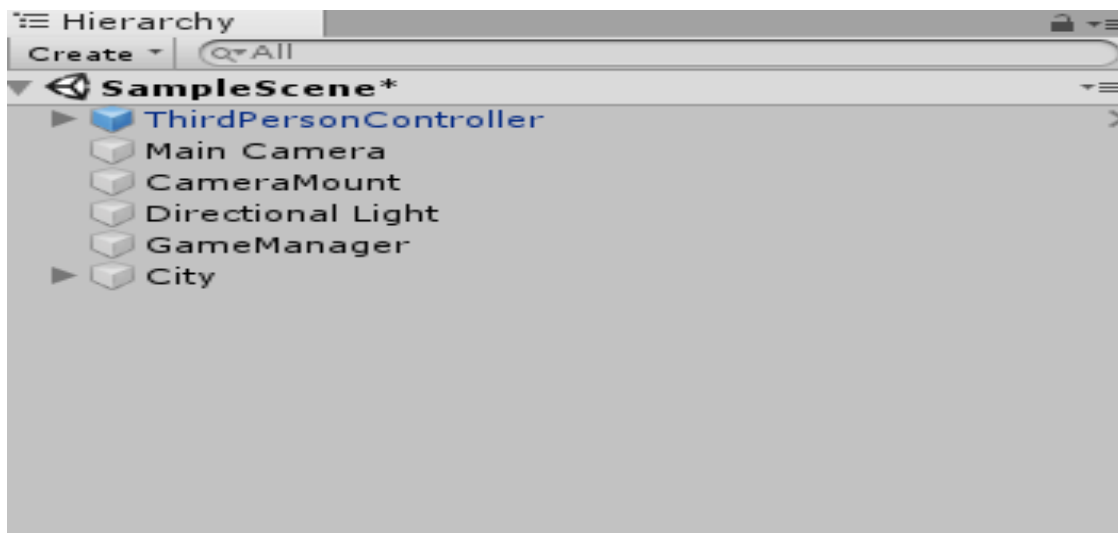 Hierarchy
Create All
SampleScene*
ThirdPersonController
Main Camera
CameraMount
Directional Light
GameManager
City